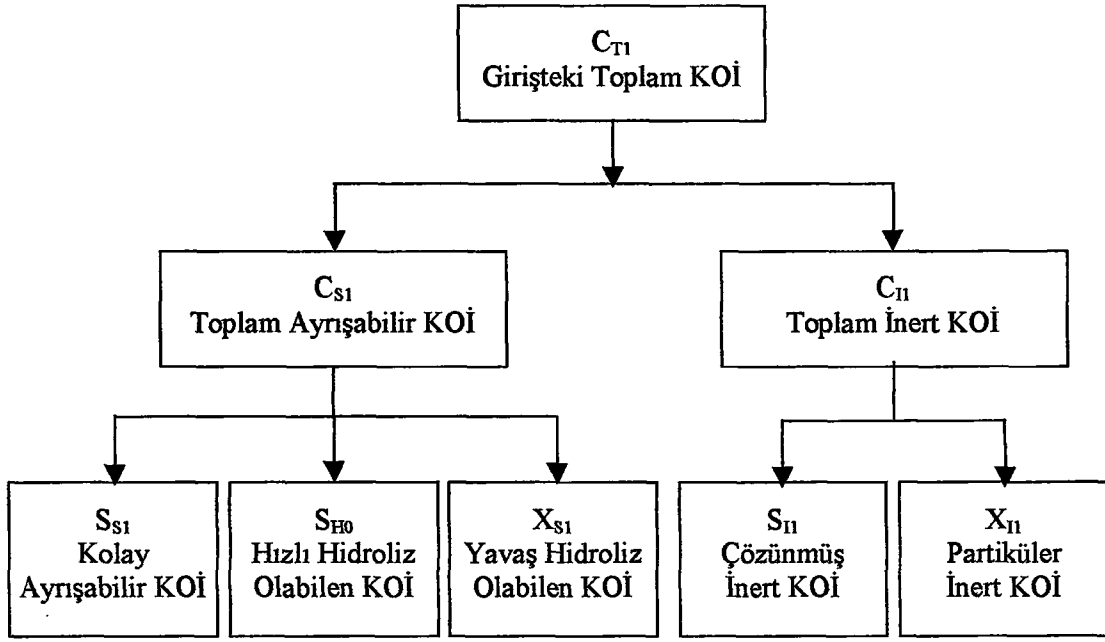 C_T1
Girişteki Toplam KOİ
C_S1
Toplam Ayrışabilir KOİ
C_I1
Toplam İnert KOİ
S_S1
Kolay
Ayrışabilir KOİ
S_H0
Hızlı Hidroliz
Olabilen KOİ
X_S1
Yavaş Hidroliz
Olabilen KOİ
S_I1
Çözünmüş
İnert KOİ
X_I1
Partiküler
İnert KOİ